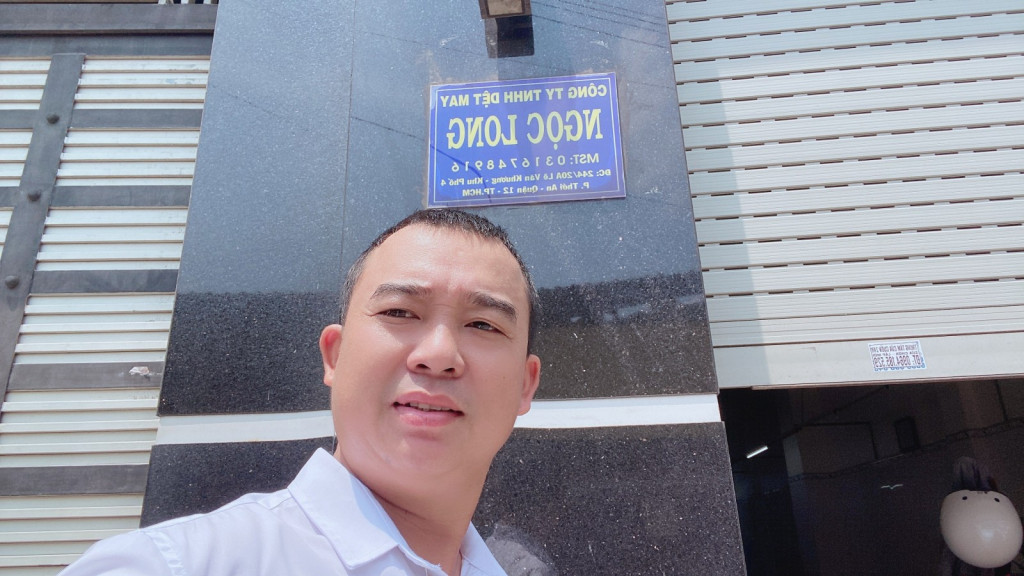 CÔNG TY TNHH DỆT MAY
NGỌC LONG
MST: 0316748916
ĐC: 244/20A Lê Văn Khương - Khu Phố 4
P. Thới An - Quận 12 - TP.HCM